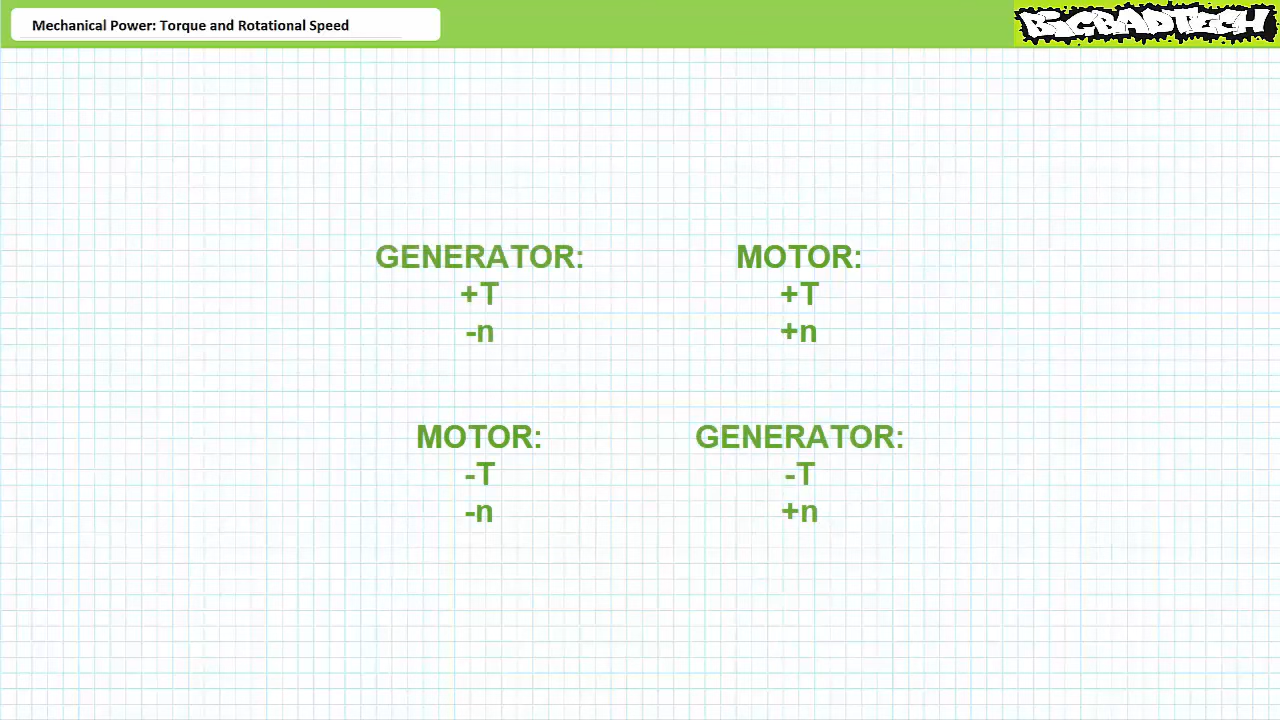 Mechanical Power: Torque and Rotational Speed
BIGBADTECH
GENERATOR:
+T
-n
MOTOR:
+T
+n
MOTOR:
-T
-n
GENERATOR:
-T
+n